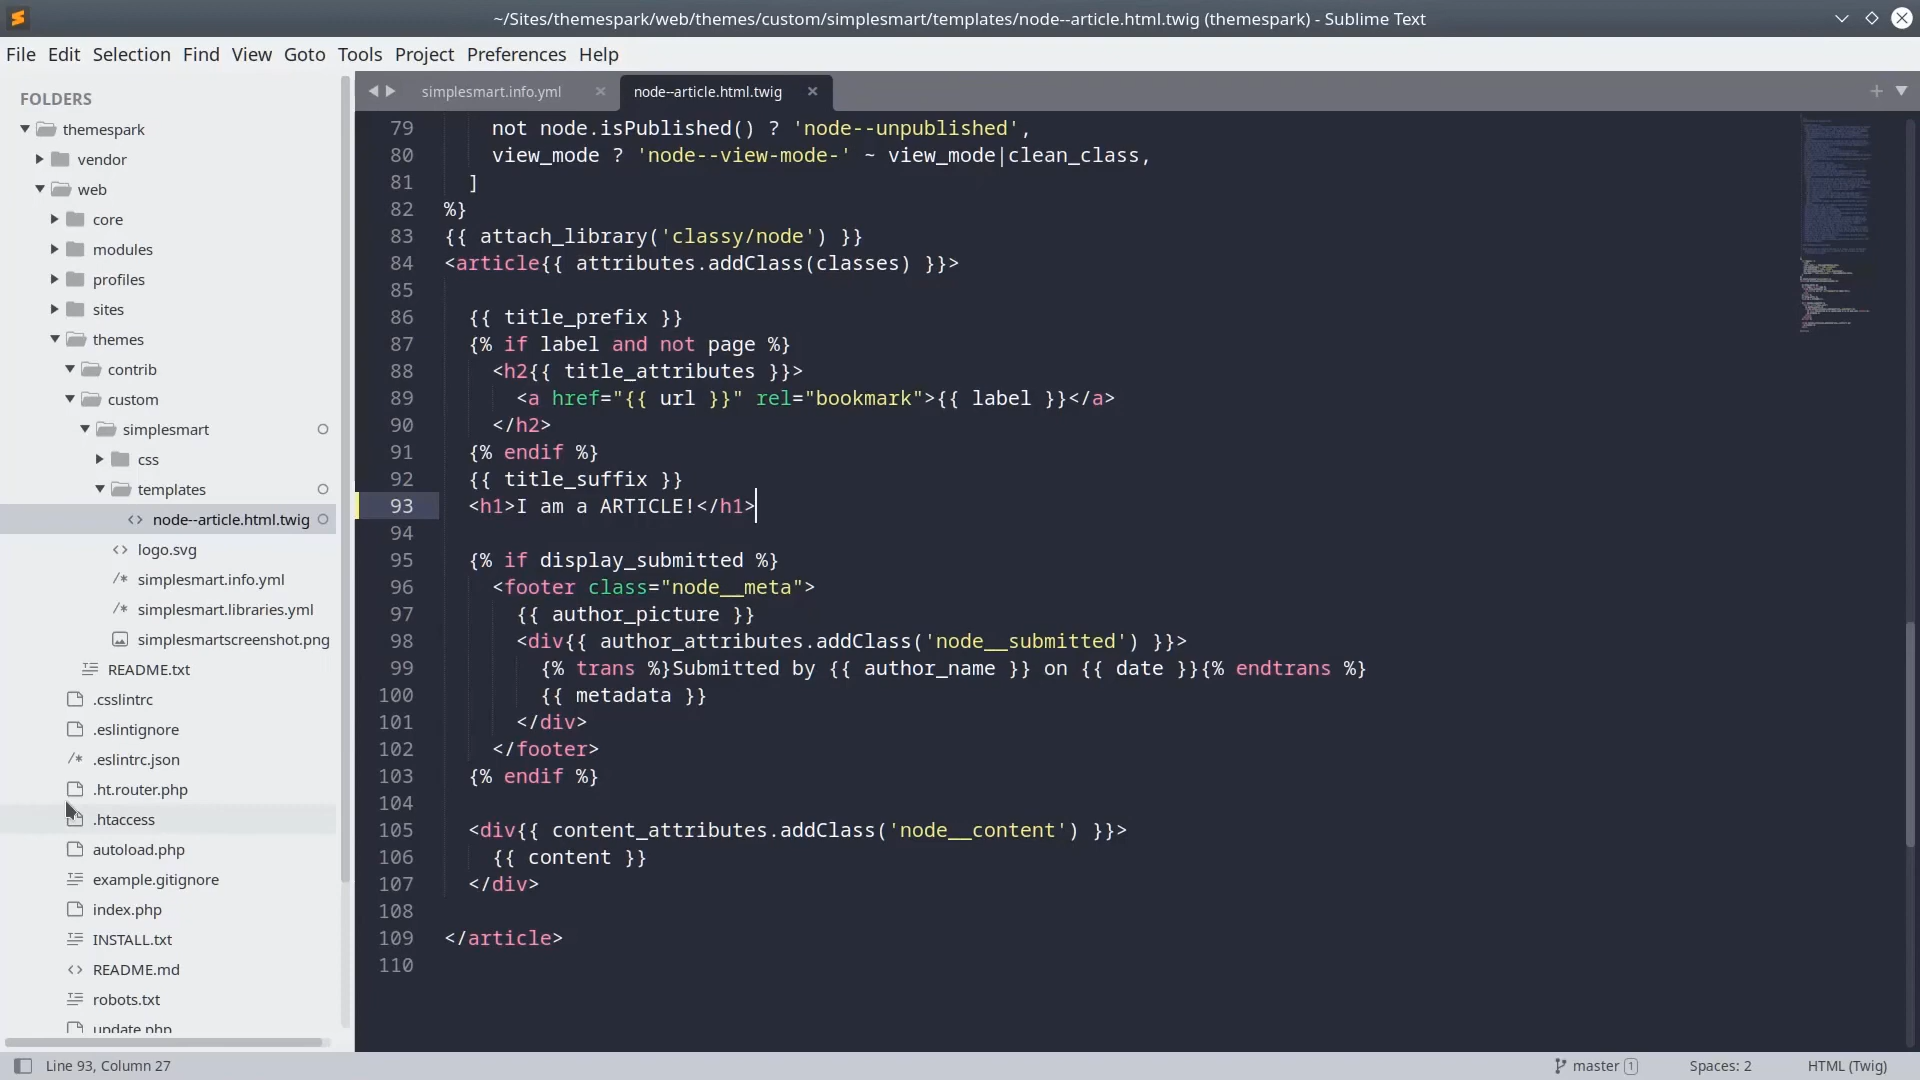 ~/Sites/themespark/web/themes/custom/simplesmart/templates/node--article.html.twig (themespark) - Sublime Text
File Edit Selection Find View Goto Tools Project Preferences Help
FOLDERS
themespark
vendor
web
core
modules
profiles
sites
themes
contrib
custom
simplesmart
css
templates
node--article.html.twig
logo.svg
simplesmart.info.yml
simplesmart.libraries.yml
simplesmartscreenshot.png
README.txt
.csslintrc
.eslintignore
.eslintrc.json
.ht.router.php
.htaccess
autoload.php
example.gitignore
index.php
INSTALL.txt
README.md
robots.txt
update.php
simplesmart.info.yml
node--article.html.twig
79 not node.isPublished() ? 'node--unpublished',
80 view_mode ? 'node--view-mode-' ~ view_mode|clean_class,
81 ]
82 %}
83 {{ attach_library('classy/node') }}
84 <article{{ attributes.addClass(classes) }}>
85
86 {{ title_prefix }}
87 {% if label and not page %}
88 <h2{{ title_attributes }}>
89 <a href="{{ url }}" rel="bookmark">{{ label }}</a>
90 </h2>
91 {% endif %}
92 {{ title_suffix }}
93 <h1>I am a ARTICLE!</h1>
94
95 {% if display_submitted %}
96 <footer class="node__meta">
97 {{ author_picture }}
98 <div{{ author_attributes.addClass('node__submitted') }}>
99 {% trans %}Submitted by {{ author_name }} on {{ date }}{% endtrans %}
100 {{ metadata }}
101 </div>
102 </footer>
103 {% endif %}
104
105 <div{{ content_attributes.addClass('node__content') }}>
106 {{ content }}
107 </div>
108
109 </article>
110
Line 93, Column 27
master 1
Spaces: 2
HTML (Twig)